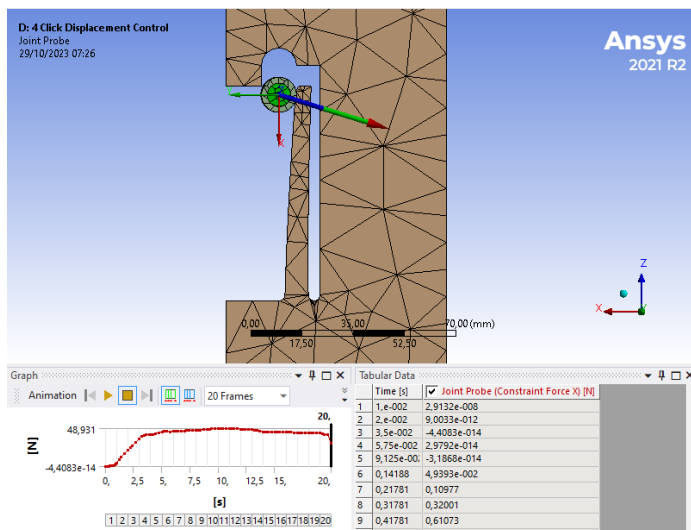 D: 4 Click Displacement Control
Joint Probe
29/10/2023 07:26
Ansys
2021 R2
X
Z
X
0,00
35,00
70,00 (mm)
17,50
52,50
Graph
Animation
20 Frames
20,
48,931
[N]
-4,4083e-14
0,
2,5
5,
7,5
10,
12,5
15,
20,
[s]
1 2 3 4 5 6 7 8 9 10 11 12 13 14 15 16 17 18 19 20
Tabular Data
Time [s] Joint Probe (Constraint Force X) [N]
1 1,e-002 2,9132e-008
2 2,e-002 9,0033e-012
3 3,5e-002 -4,4083e-014
4 5,75e-002 2,9792e-014
5 9,125e-002 -3,1868e-014
6 0,14188 4,9393e-002
7 0,21781 0,10977
8 0,31781 0,32001
9 0,41781 0,61073